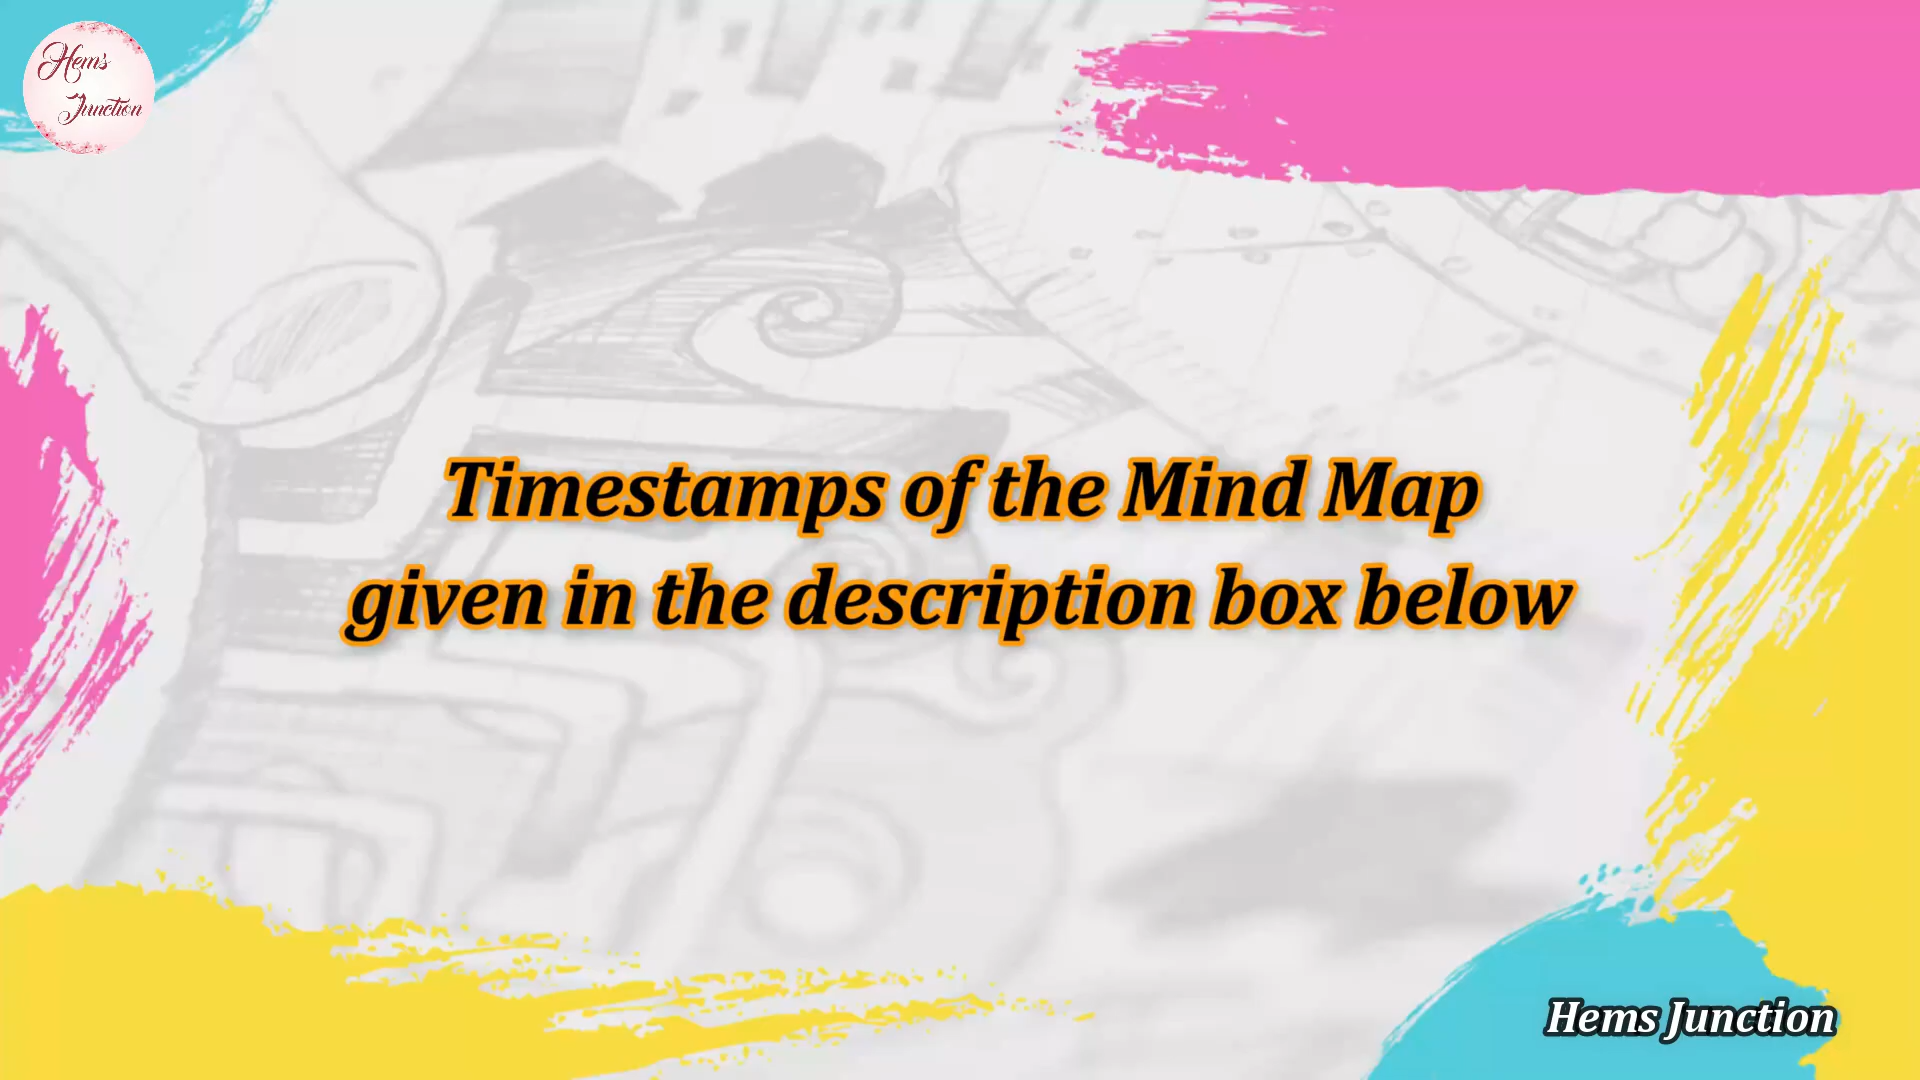 Hems
Junction
Timestamps of the Mind Map
given in the description box below
Hems Junction